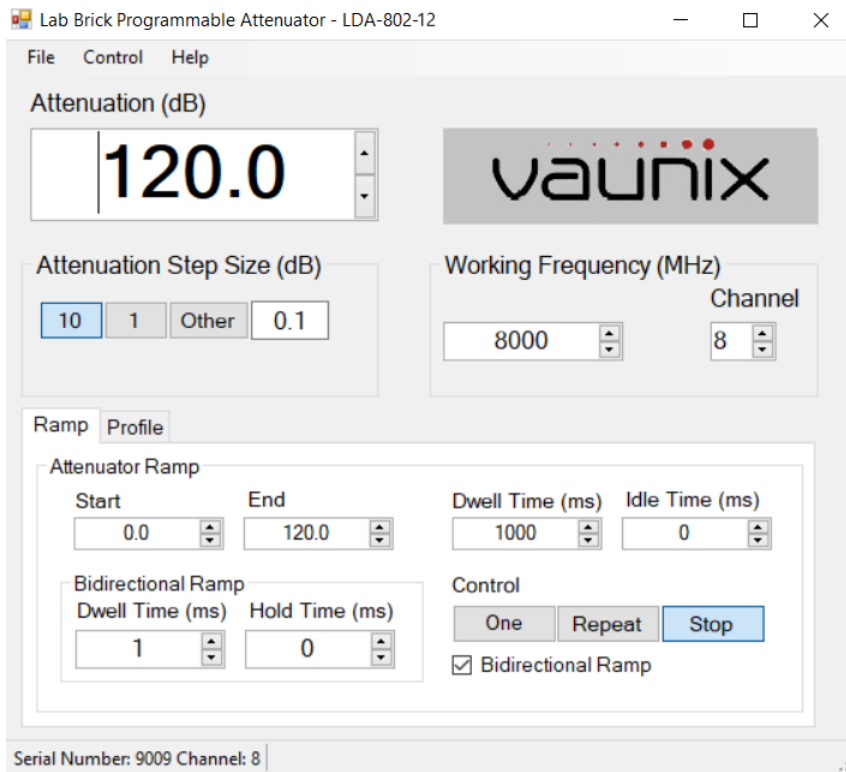 Lab Brick Programmable Attenuator - LDA-802-12
File Control Help
Attenuation (dB)
120.0
vaunix
Attenuation Step Size (dB)
10 1 Other 0.1
Working Frequency (MHz)
Channel
8000 8
Ramp Profile
Attenuator Ramp
Start End Dwell Time (ms) Idle Time (ms)
0.0 120.0 1000 0
Bidirectional Ramp
Dwell Time (ms) Hold Time (ms)
1 0
Control
One Repeat Stop
Bidirectional Ramp
Serial Number: 9009 Channel: 8